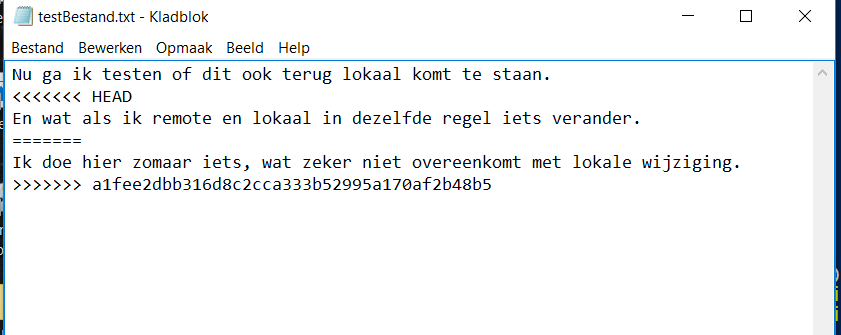 testBestand.txt - Kladblok
Bestand Bewerken Opmaak Beeld Help
Nu ga ik testen of dit ook terug lokaal komt te staan.
<<<<<<< HEAD
En wat als ik remote en lokaal in dezelfde regel iets verander.
=======
Ik doe hier zomaar iets, wat zeker niet overeenkomt met lokale wijziging.
>>>>>>> a1fee2dbb316d8c2cca333b52995a170af2b48b5